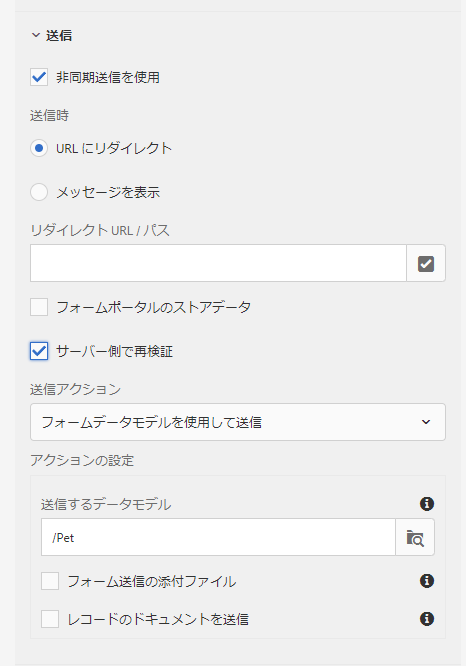 送信
非同期送信を使用
送信時
URL にリダイレクト
メッセージを表示
リダイレクト URL / パス
フォームポータルのストアデータ
サーバー側で再検証
送信アクション
フォームデータモデルを使用して送信
アクションの設定
送信するデータモデル
/Pet
フォーム送信の添付ファイル
レコードのドキュメントを送信